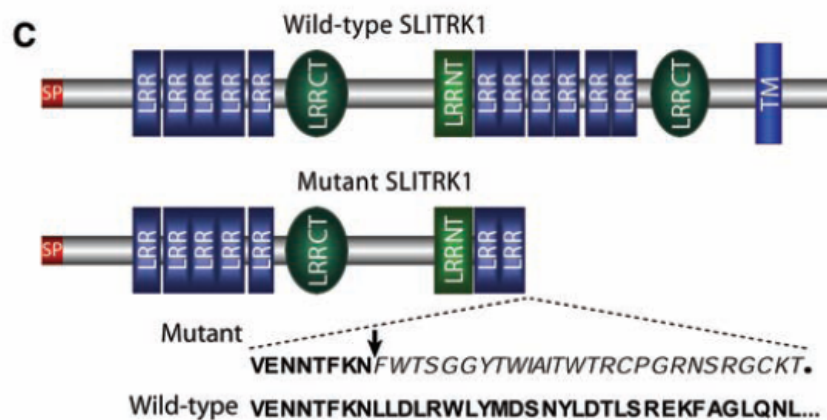 C
Wild-type SLITRK1
SP LRR LRR LRR LRR LRR LRRCT LRRNT LRR LRR LRR LRR LRR LRR LRRCT TM
Mutant SLITRK1
SP LRR LRR LRR LRR LRR LRRCT LRRNT LRR LRR
Mutant VENNTFKNFWTSGGYTWIAITWTRCPGRNSRGCKT.
Wild-type VENNTFKNLLDLRWLYMDSNYLDTLSREKFAGLQNL...